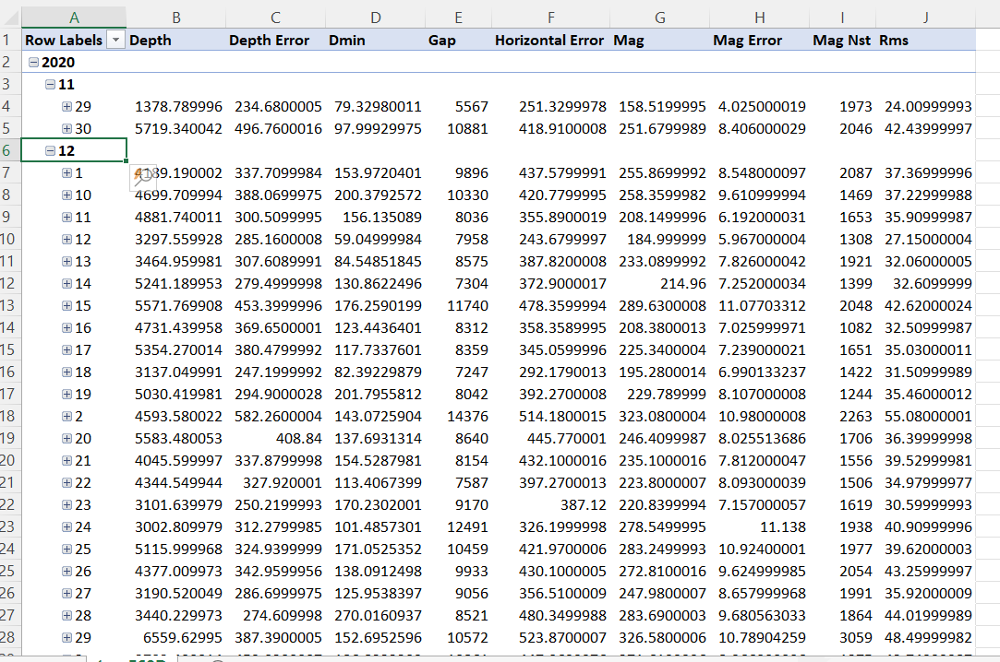 A B C D E F G H I J
1 Row Labels Depth Depth Error Dmin Gap Horizontal Error Mag Mag Error Mag Nst Rms
2 2020
3 11
4 29 1378.789996 234.6800005 79.32980011 5567 251.3299978 158.5199995 4.025000019 1973 24.00999993
5 30 5719.340042 496.7600016 97.99929975 10881 418.9100008 251.6799989 8.406000029 2046 42.43999997
6 12
7 1 4189.190002 337.7099984 153.9720401 9896 437.5799991 255.8699992 8.548000097 2087 37.36999996
8 10 4699.709994 388.0699975 200.3792572 10330 420.7799995 258.3599982 9.610999994 1469 37.22999988
9 11 4881.740011 300.5099995 156.135089 8036 355.8900019 208.1499996 6.192000031 1653 35.90999987
10 12 3297.559928 285.1600008 59.04999984 7958 243.6799997 184.999999 5.967000004 1308 27.15000004
11 13 3464.959981 307.6089991 84.54851845 8575 387.8200008 233.0899992 7.826000042 1921 32.06000005
12 14 5241.189953 279.4999998 130.8622496 7304 372.9000017 214.96 7.252000034 1399 32.6099999
13 15 5571.769908 453.3999996 176.2590199 11740 478.3599994 289.6300008 11.07703312 2048 42.62000024
14 16 4731.439958 369.6500001 123.4436401 8312 358.3589995 208.3800013 7.025999971 1082 32.50999987
15 17 5354.270014 380.4799992 117.7337601 8359 345.0599996 225.3400004 7.239000021 1651 35.03000011
16 18 3137.049991 247.1999992 82.39229879 7247 292.1790013 195.2800014 6.990133237 1422 31.50999989
17 19 5030.419981 294.9000028 201.7955812 8042 392.2700008 229.789999 8.107000008 1244 35.46000012
18 2 4593.580022 582.2600004 143.0725904 14376 514.1800015 323.0800004 10.98000008 2263 55.08000001
19 20 5583.480053 408.84 137.6931314 8640 445.770001 246.4099987 8.025513686 1706 36.39999998
20 21 4045.599997 337.8799998 154.5287981 8154 432.1000016 235.1000016 7.812000047 1556 39.52999981
21 22 4344.549944 327.920001 113.4067399 7587 397.2700013 223.8000007 8.093000039 1506 34.97999977
22 23 3101.639979 250.2199993 170.2302001 9170 387.12 220.8399994 7.157000057 1619 30.59999993
23 24 3002.809979 312.2799985 101.4857301 12491 326.1999998 278.5499995 11.138 1938 40.90999996
24 25 5115.999968 324.9399999 171.0525352 10459 421.9700006 283.2499993 10.92400001 1977 39.62000003
25 26 4377.009973 342.9599956 138.0912498 9933 430.1000005 272.8100016 9.624999985 2054 43.25999997
26 27 3190.520049 286.6999975 125.9538397 9056 356.5100009 247.9800007 8.657999968 1991 35.92000009
27 28 3440.229973 274.609998 270.0160937 8521 480.3499988 283.6900003 9.680563033 1864 44.01999989
28 29 6559.62995 387.3900005 152.6952596 10572 523.8700007 326.5800006 10.78904259 3059 48.49999982